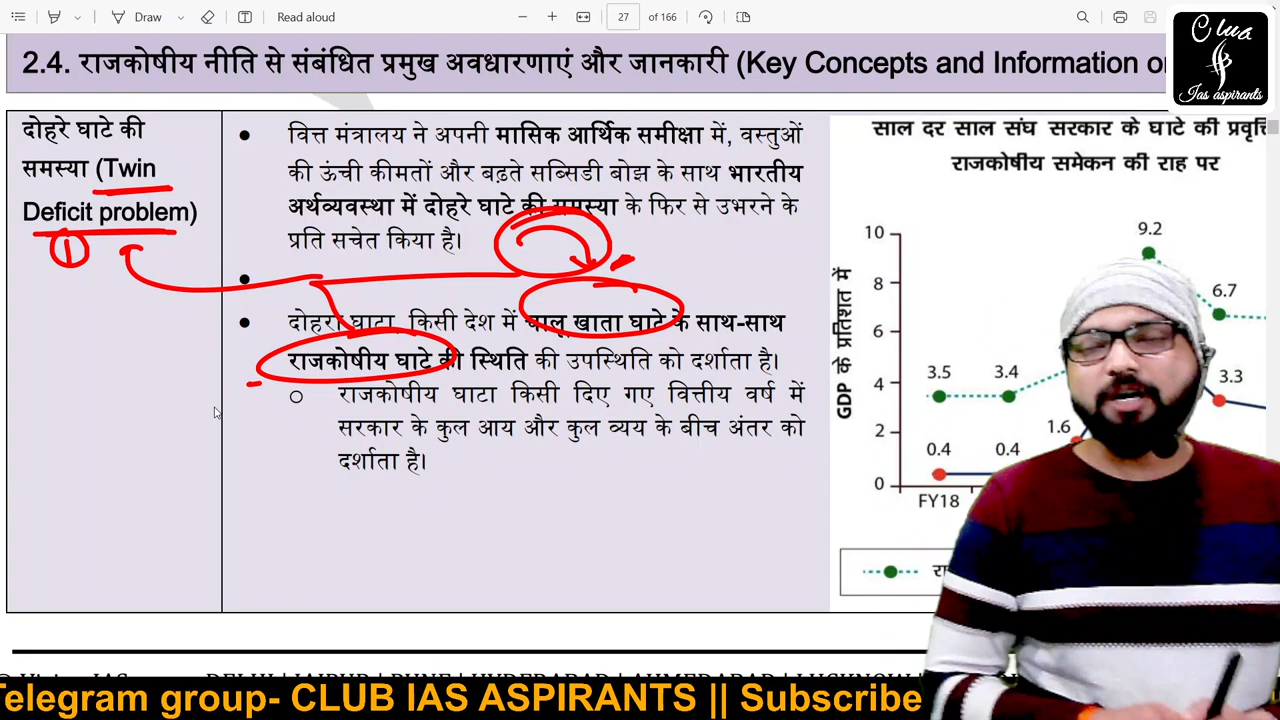 Draw
Read aloud
27
of 166
Club
Ias aspirants
2.4. राजकोषीय नीति से संबंधित प्रमुख अवधारणाएं और जानकारी (Key Concepts and Information
दोहरे घाटे की
समस्या (Twin
Deficit problem)
1
वित्त मंत्रालय ने अपनी मासिक आर्थिक समीक्षा में, वस्तुओं
की ऊंची कीमतों और बढ़ते सब्सिडी बोझ के साथ भारतीय
अर्थव्यवस्था में दोहरे घाटे की समस्या के फिर से उभरने के
प्रति सचेत किया है।
दोहरा घाटा, किसी देश में चालू खाता घाटे के साथ-साथ
राजकोषीय घाटे की स्थिति की उपस्थिति को दर्शाता है।
राजकोषीय घाटा किसी दिए गए वित्तीय वर्ष में
सरकार के कुल आय और कुल व्यय के बीच अंतर को
दर्शाता है।
साल दर साल संघ सरकार के घाटे की
राजकोषीय समेकन की राह पर
GDP के प्रतिशत में
10
8
6
4
2
0
9.2
6.7
3.5
3.4
3.3
1.6
0.4
0.4
FY18
Telegram group- CLUB IAS ASPIRANTS || Subscribe